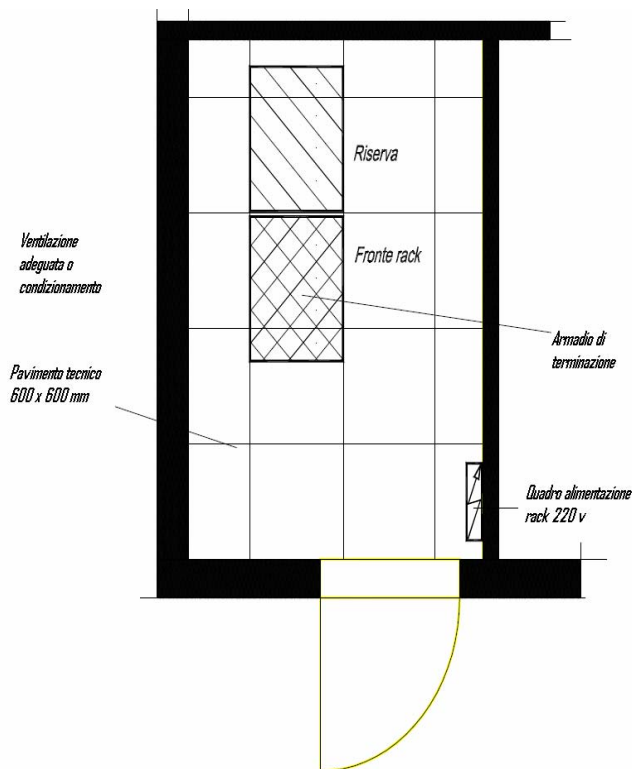 Riserva
Ventilazione
adeguata o
condizionamento
Fronte rack
Armadio di
terminazione
Pavimento tecnico
600 x 600 mm
Quadro alimentazione
rack 220 v